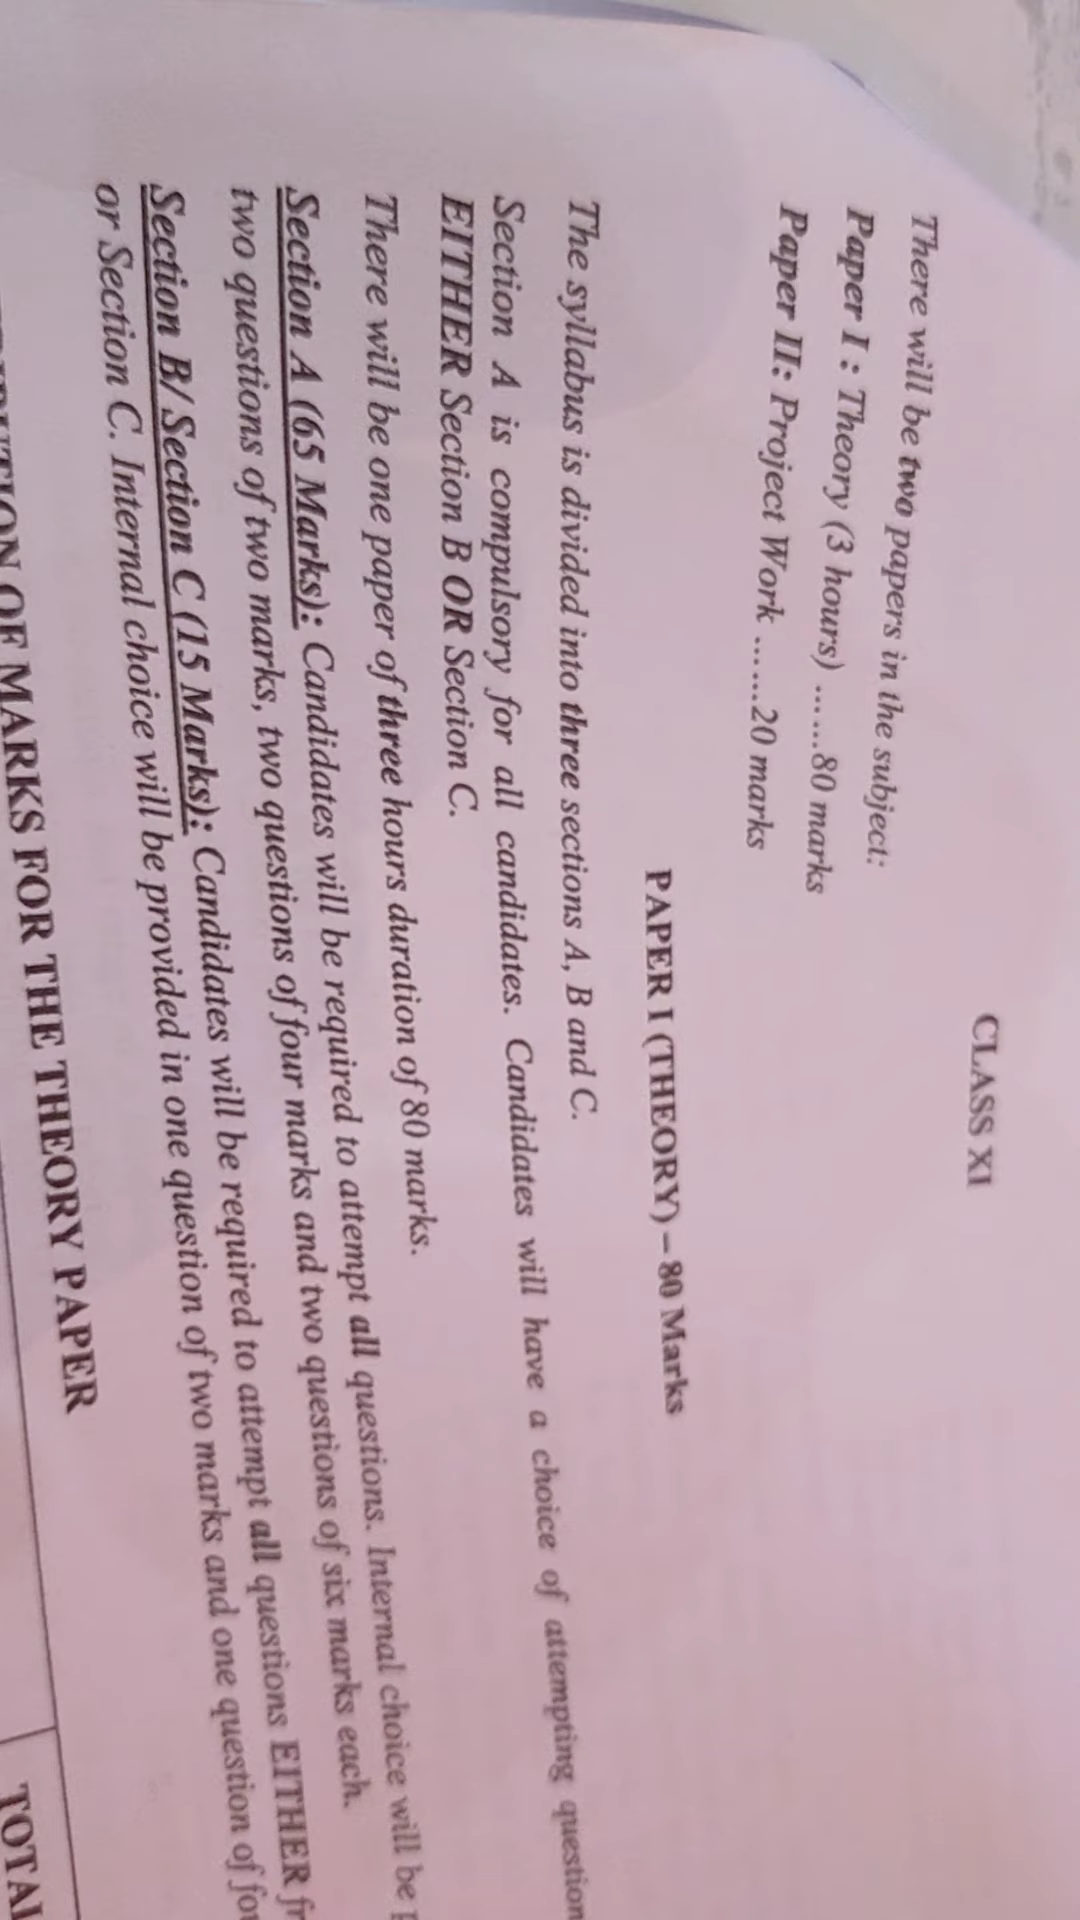 CLASS XI
There will be two papers in the subject:
Paper I : Theory (3 hours) ......80 marks
Paper II: Project Work .......20 marks
PAPER I (THEORY) – 80 Marks
The syllabus is divided into three sections A, B and C.
Section A is compulsory for all candidates. Candidates will have a choice of attempting question
EITHER Section B OR Section C.
There will be one paper of three hours duration of 80 marks.
Section A (65 Marks): Candidates will be required to attempt all questions. Internal choice will be
two questions of two marks, two questions of four marks and two questions of six marks each.
Section B/ Section C (15 Marks): Candidates will be required to attempt all questions EITHER
or Section C. Internal choice will be provided in one question of two marks and one question of
OF MARKS FOR THE THEORY PAPER
TOTAL